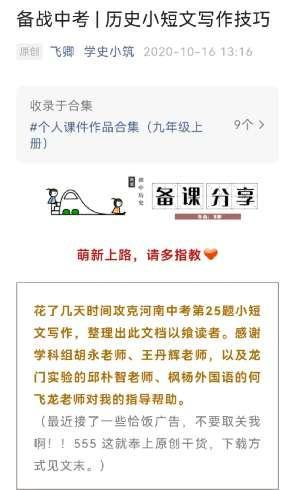 备战中考 | 历史小短文写作技巧
原创 飞卿 学史小筑 2020-10-16 13:16
收录于合集
#个人课件作品合集（九年级上册）
9个
初中历史
备课分享
萌新上路，请多指教
花了几天时间攻克河南中考第25题小短
文写作，整理出此文档以飨读者。感谢
学科组胡永老师、王丹辉老师，以及龙
门实验的邱朴智老师、枫杨外国语的何
飞龙老师对我的指导帮助。
（最近接了一些恰饭广告，不要取关我
啊！！555 这就奉上原创干货，下载方
式见文末。）